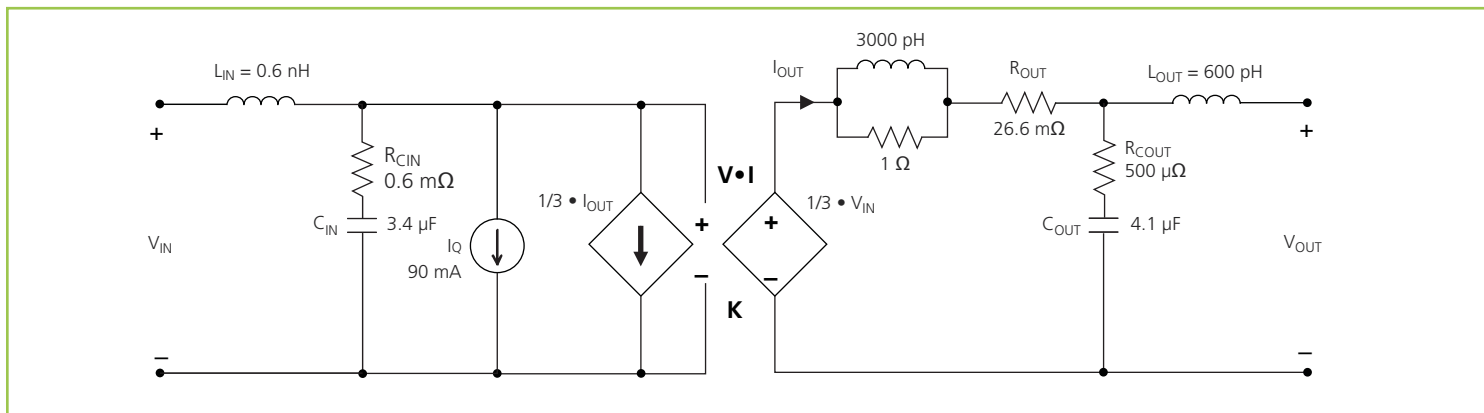 3000 pH
L_IN = 0.6 nH
I_OUT
R_OUT
L_OUT = 600 pH
+
26.6 mΩ
+
R_CIN
0.6 mΩ
1 Ω
R_COUT
500 µΩ
V•I
1/3 • I_OUT
1/3 • V_IN
+
+
C_IN
3.4 µF
C_OUT
4.1 µF
V_IN
I_Q
90 mA
V_OUT
–
–
K
–
–